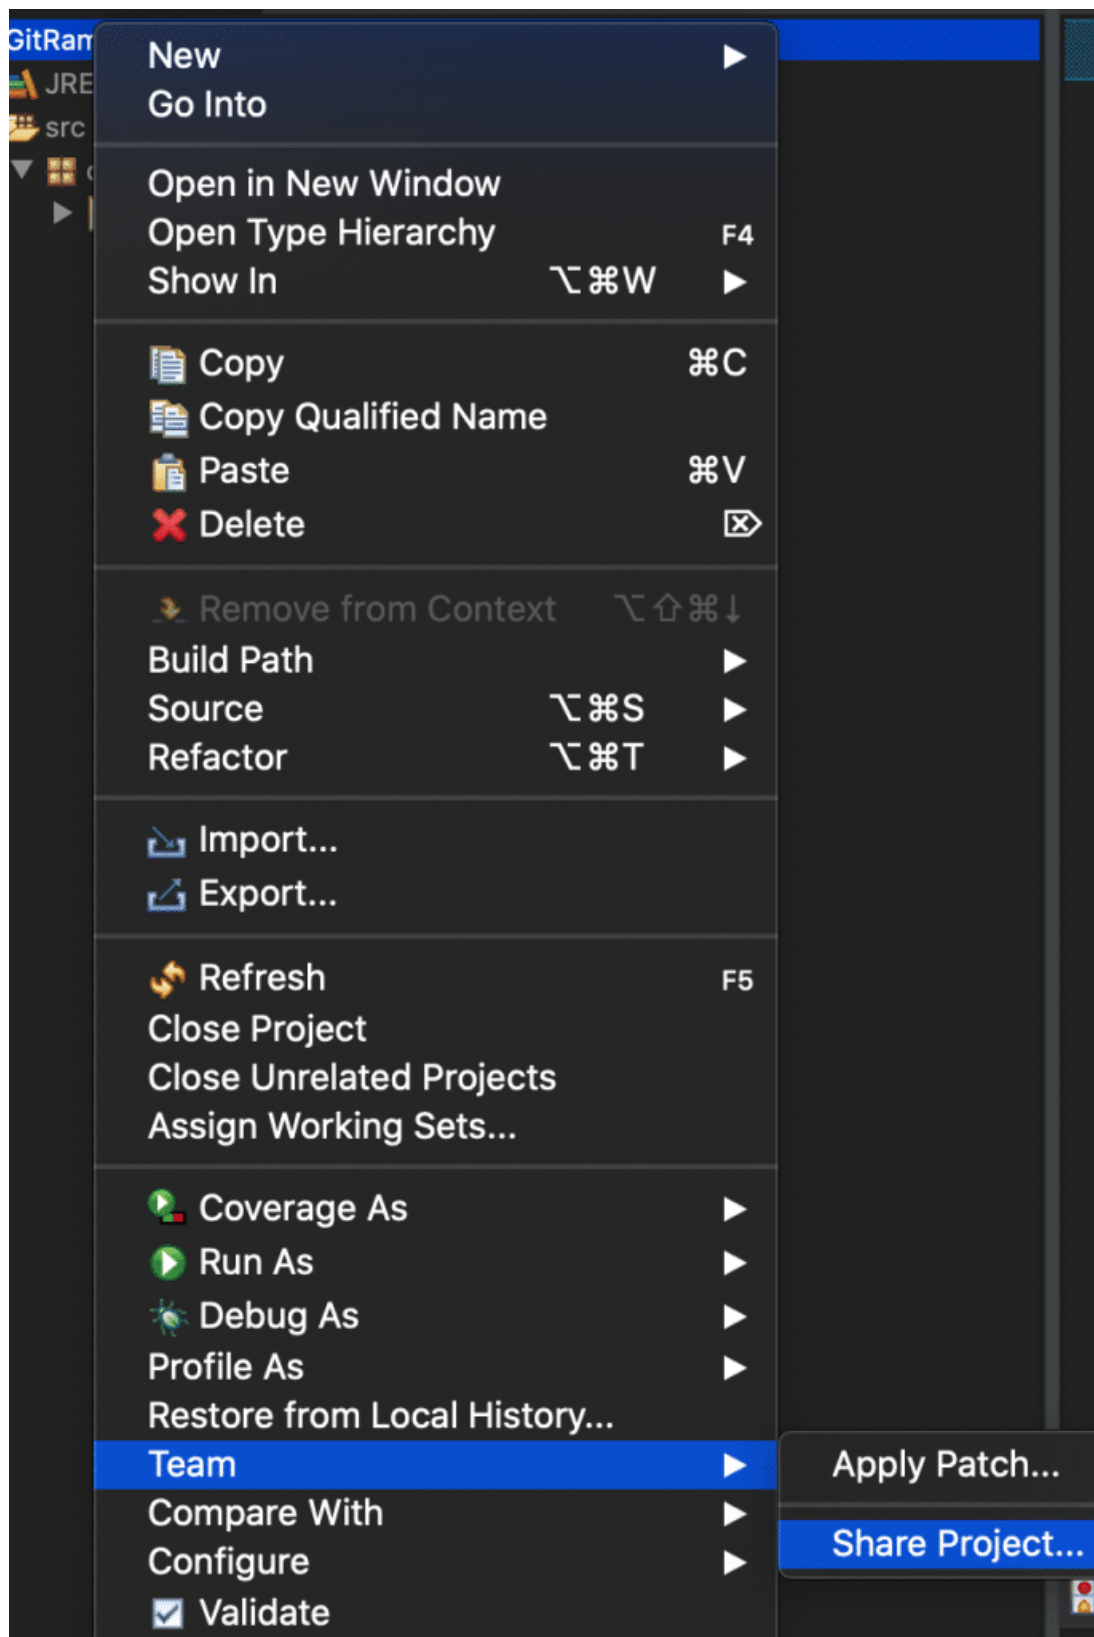 New
Go Into
JRE
src
Open in New Window
Open Type Hierarchy F4
Show In ⌥⌘W
Copy ⌘C
Copy Qualified Name
Paste ⌘V
Delete ⌦
Remove from Context ⌥⇧⌘↓
Build Path
Source ⌥⌘S
Refactor ⌥⌘T
Import...
Export...
Refresh F5
Close Project
Close Unrelated Projects
Assign Working Sets...
Coverage As
Run As
Debug As
Profile As
Restore from Local History...
Team
Apply Patch...
Compare With
Share Project...
Configure
Validate